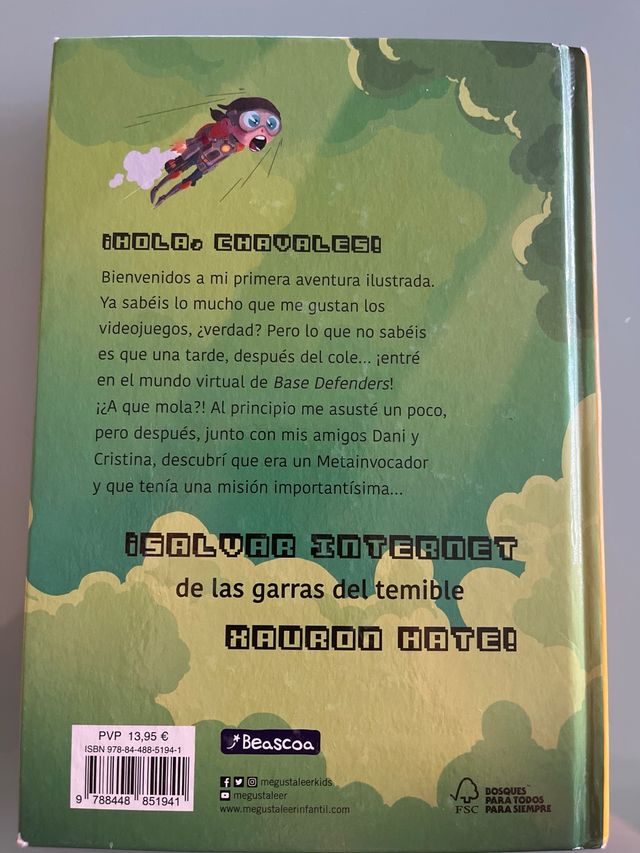 ¡HOLA, CHAVALES!
Bienvenidos a mi primera aventura ilustrada.
Ya sabéis lo mucho que me gustan los
videojuegos, ¿verdad? Pero lo que no sabéis
es que una tarde, después del cole... ¡entré
en el mundo virtual de Base Defenders!
¡¿A que mola?! Al principio me asusté un poco,
pero después, junto con mis amigos Dani y
Cristina, descubrí que era un Metainvocador
y que tenía una misión importantísima...
¡SALVAR INTERNET
de las garras del temible
XAURON HATE!
PVP 13,95 €
ISBN 978-84-488-5194-1
9 788448 851941
Beascoa
megustaleerkids
megustaleer
www.megustaleerinfantil.com
FSC
BOSQUES
PARA TODOS
PARA SIEMPRE